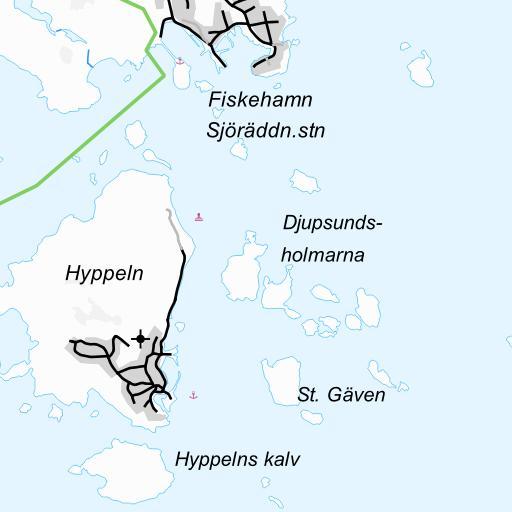 Fiskehamn
Sjöräddn.stn
Djupsunds-
holmarna
Hyppeln
St. Gäven
Hyppelns kalv